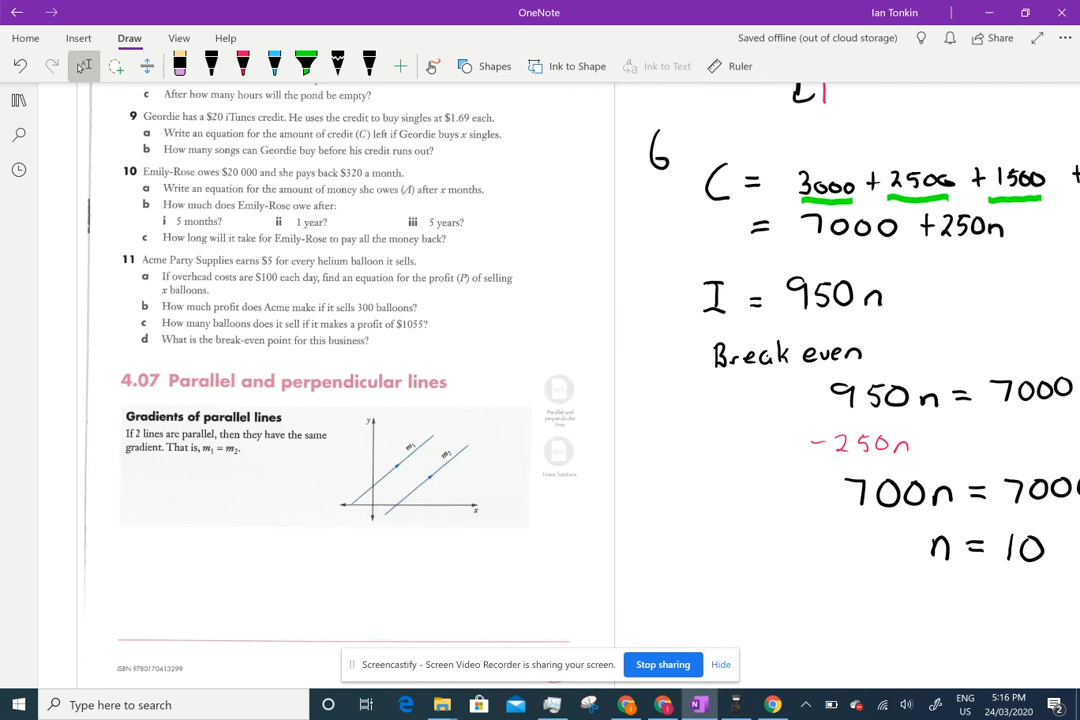 OneNote
Ian Tonkin
Home Insert Draw View Help
Saved offline (out of cloud storage)
Share
Shapes
Ink to Shape
Ink to Text
Ruler
c After how many hours will the pond be empty?
9 Geordie has a $20 iTunes credit. He uses the credit to buy singles at $1.69 each.
a Write an equation for the amount of credit (C) left if Geordie buys x singles.
b How many songs can Geordie buy before his credit runs out?
10 Emily-Rose owes $20 000 and she pays back $320 a month.
a Write an equation for the amount of money she owes (A) after x months.
b How much does Emily-Rose owe after:
i 5 months? ii 1 year? iii 5 years?
c How long will it take for Emily-Rose to pay all the money back?
11 Acme Party Supplies earns $5 for every helium balloon it sells.
a If overhead costs are $100 each day, find an equation for the profit (P) of selling
x balloons.
b How much profit does Acme make if it sells 300 balloons?
c How many balloons does it sell if it makes a profit of $1055?
d What is the break-even point for this business?
4.07 Parallel and perpendicular lines
Gradients of parallel lines
If 2 lines are parallel, then they have the same
gradient. That is, m₁ = m₂.
y
m₁
m₂
x
Parallel and
perpendicular
lines
Linear functions
ISBN 9780170413299
6
C = 3000 + 2500 + 1500 +
= 7000 + 250n
I = 950n
Break even
950n = 7000
-250n
700n = 7000
n = 10
Screencastify - Screen Video Recorder is sharing your screen.
Stop sharing
Hide
Type here to search
ENG
US
5:16 PM
24/03/2020
2